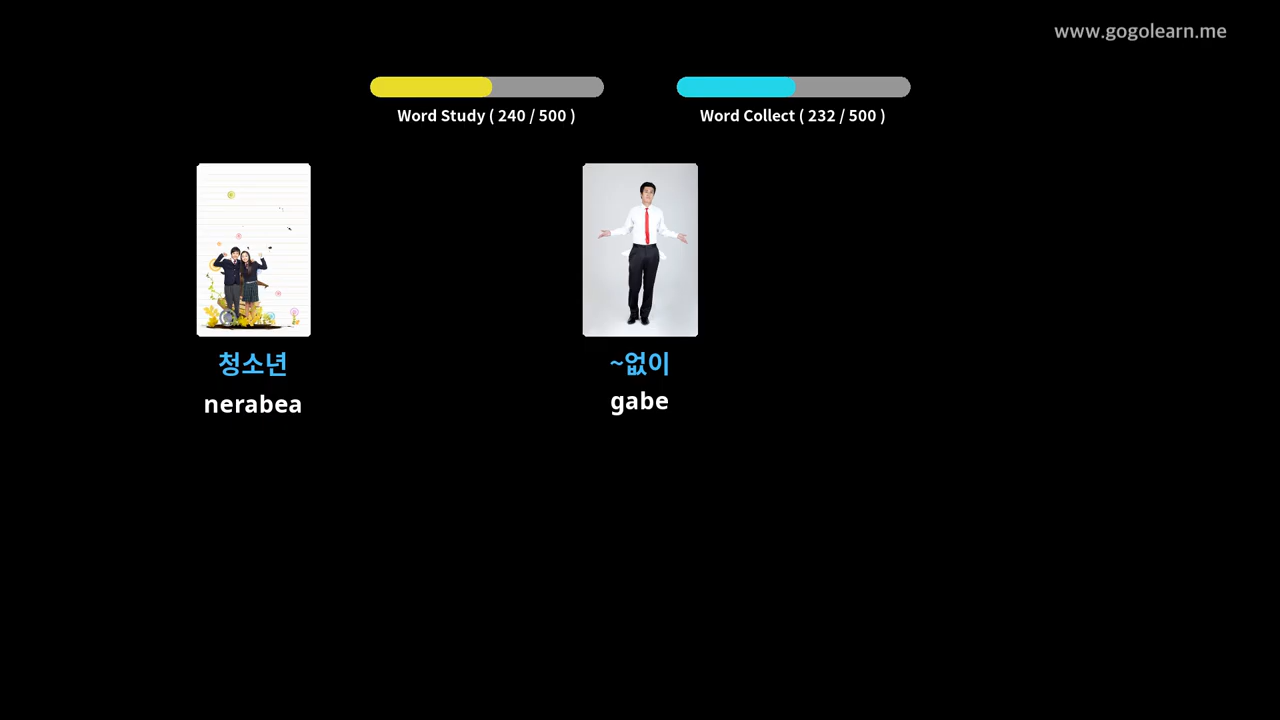 www.gogolearn.me
Word Study ( 240 / 500 )
Word Collect ( 232 / 500 )
청소년
nerabea
~없이
gabe